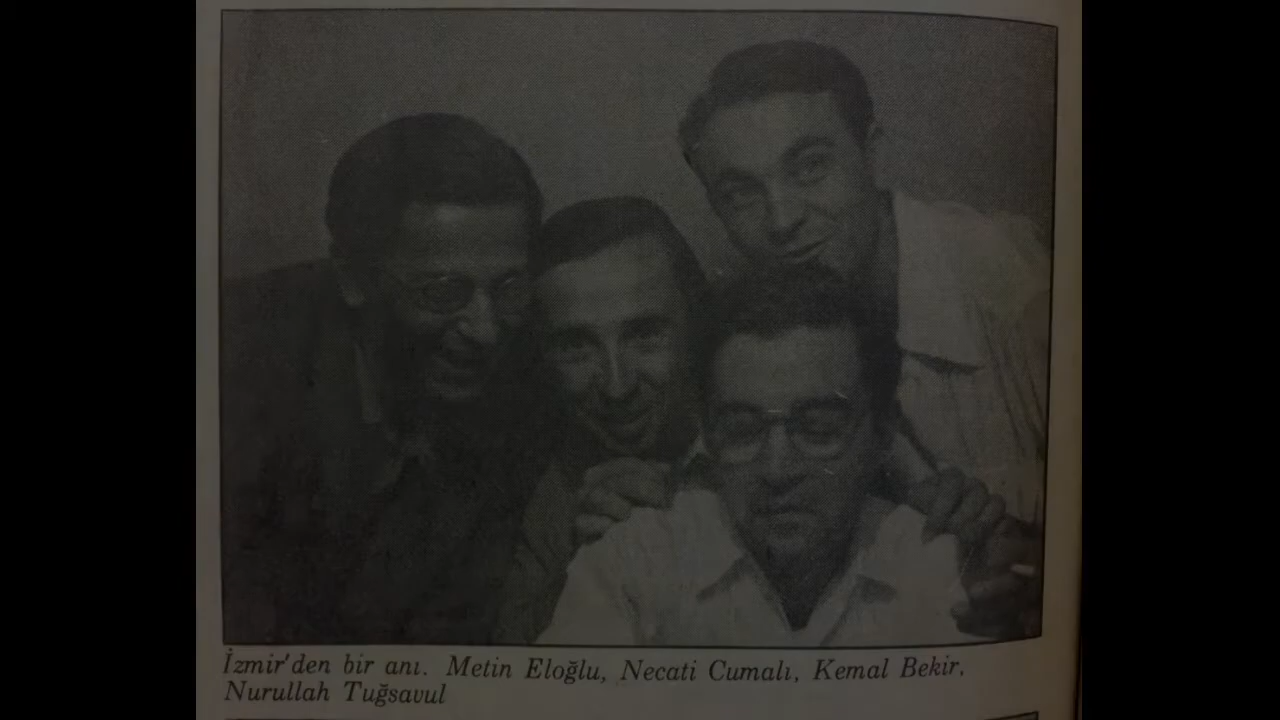 İzmir'den bir anı. Metin Eloğlu, Necati Cumalı, Kemal Bekir,
Nurullah Tuğsavul